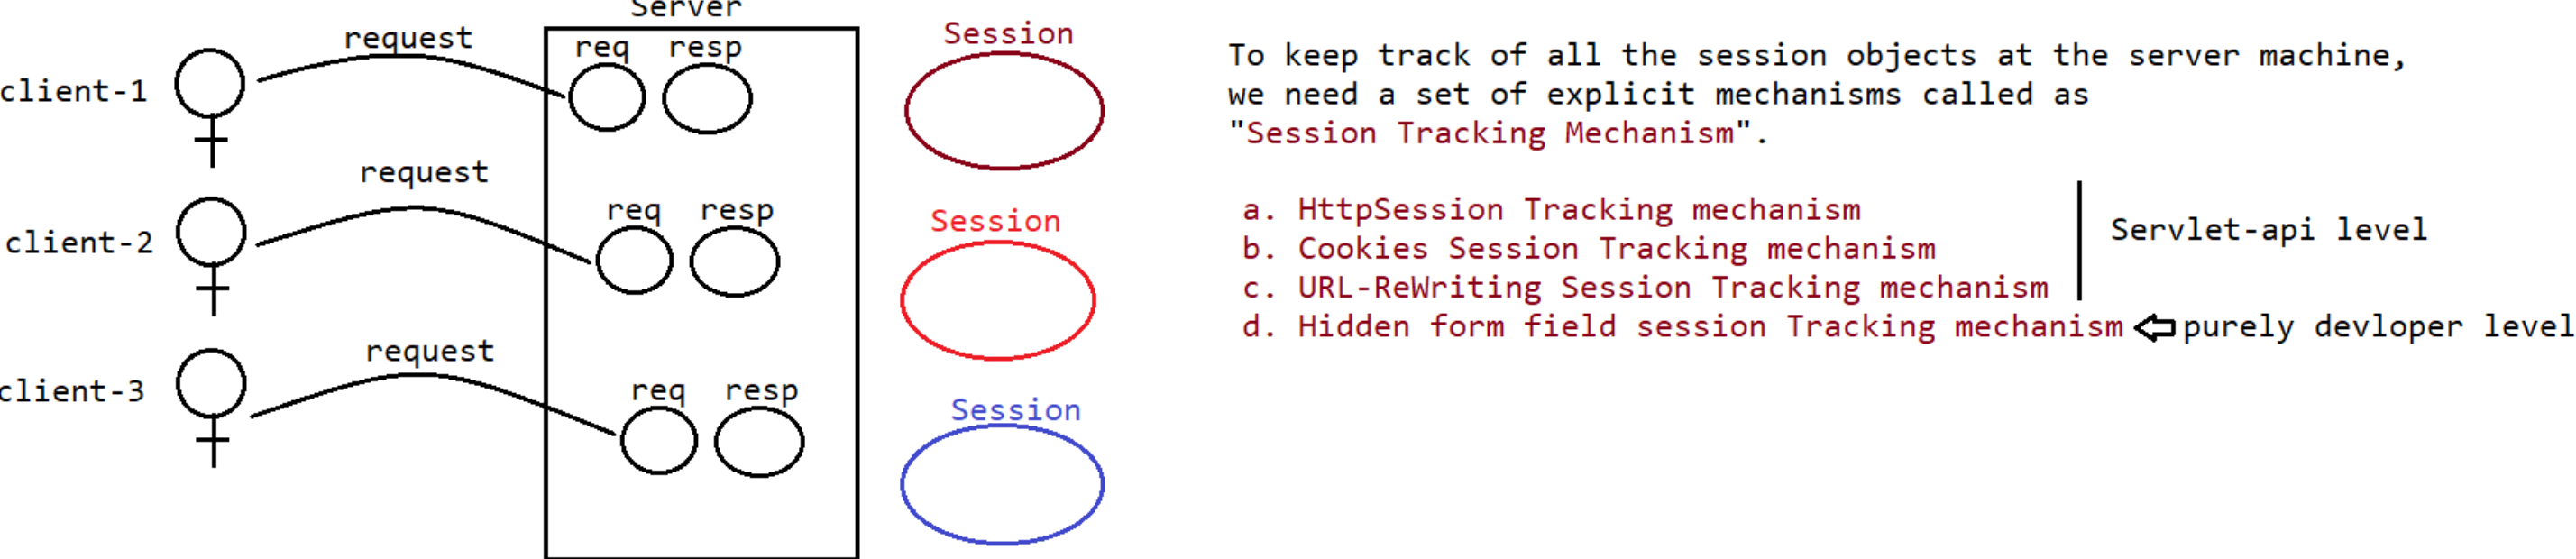 Server
client-1
request
req
resp
Session
client-2
request
req
resp
Session
client-3
request
req
resp
Session
To keep track of all the session objects at the server machine,
we need a set of explicit mechanisms called as
"Session Tracking Mechanism".
a. HttpSession Tracking mechanism
b. Cookies Session Tracking mechanism
c. URL-ReWriting Session Tracking mechanism
Servlet-api level
d. Hidden form field session Tracking mechanism
purely devloper level